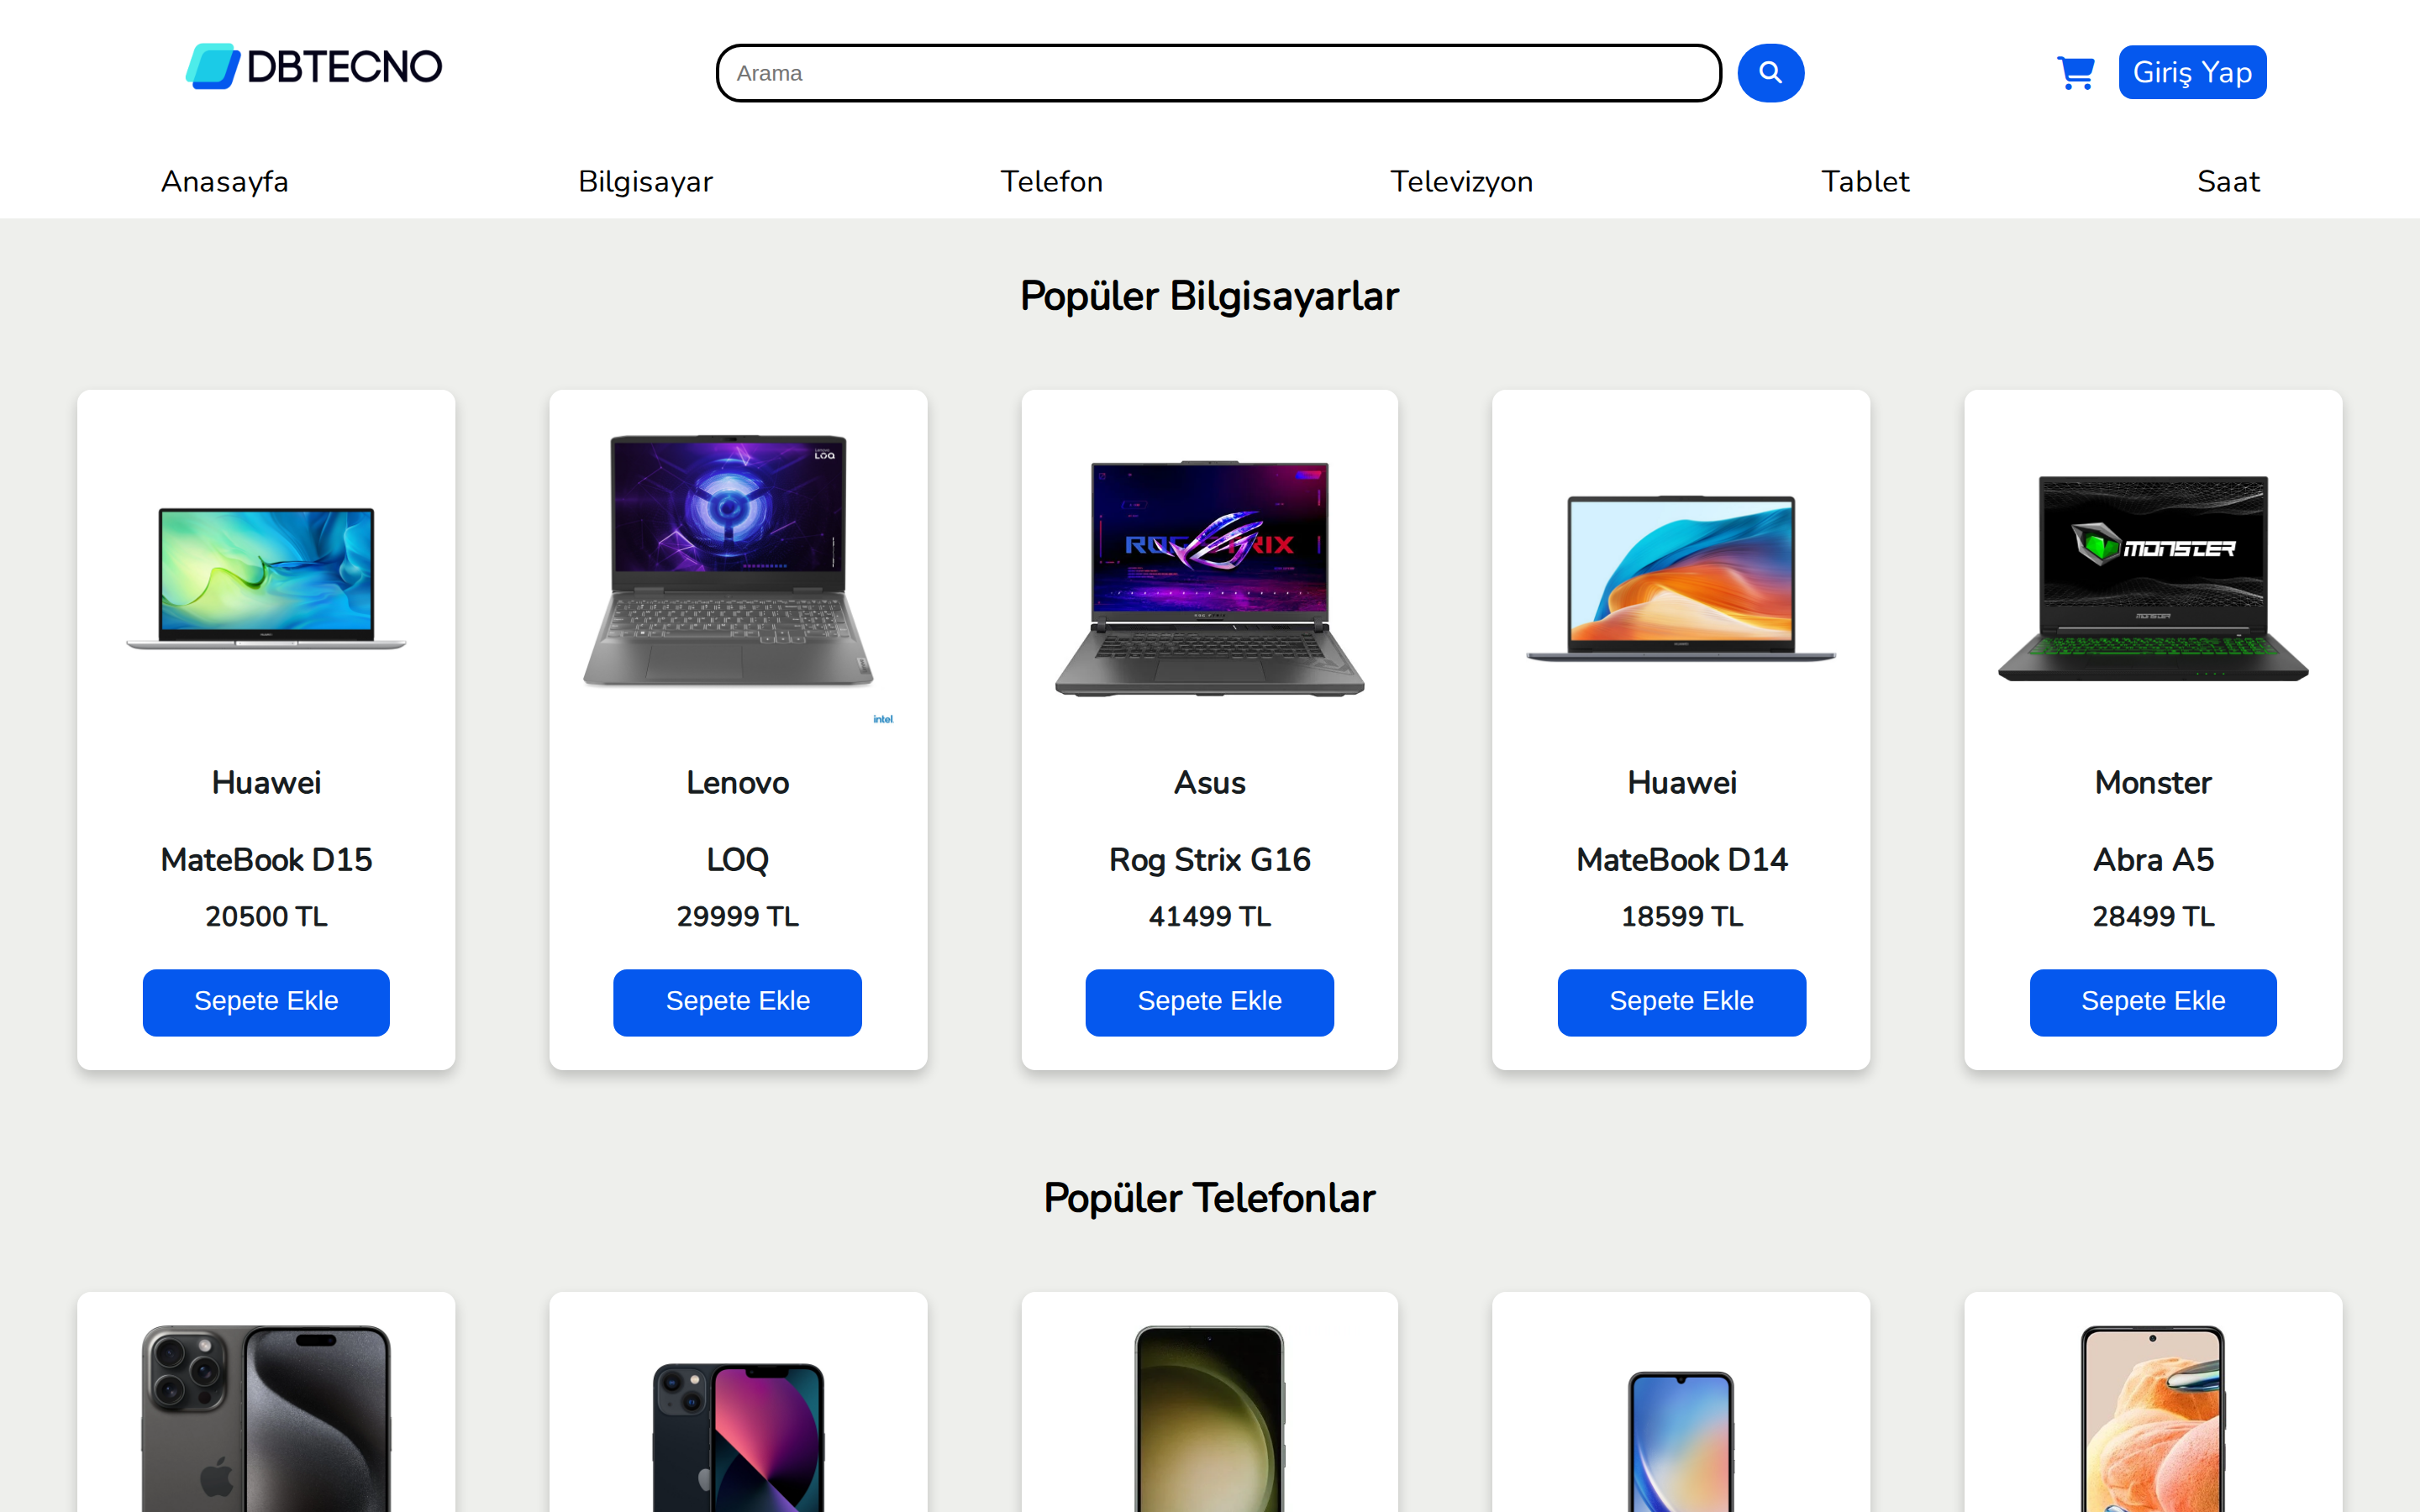 DBTECNO
Arama
Giriş Yap
Anasayfa
Bilgisayar
Telefon
Televizyon
Tablet
Saat
Popüler Bilgisayarlar
LOQ
MONSTER
MONSTER
intel
Huawei
MateBook D15
20500 TL
Sepete Ekle
Lenovo
LOQ
29999 TL
Sepete Ekle
Asus
Rog Strix G16
41499 TL
Sepete Ekle
Huawei
MateBook D14
18599 TL
Sepete Ekle
Monster
Abra A5
28499 TL
Sepete Ekle
Popüler Telefonlar